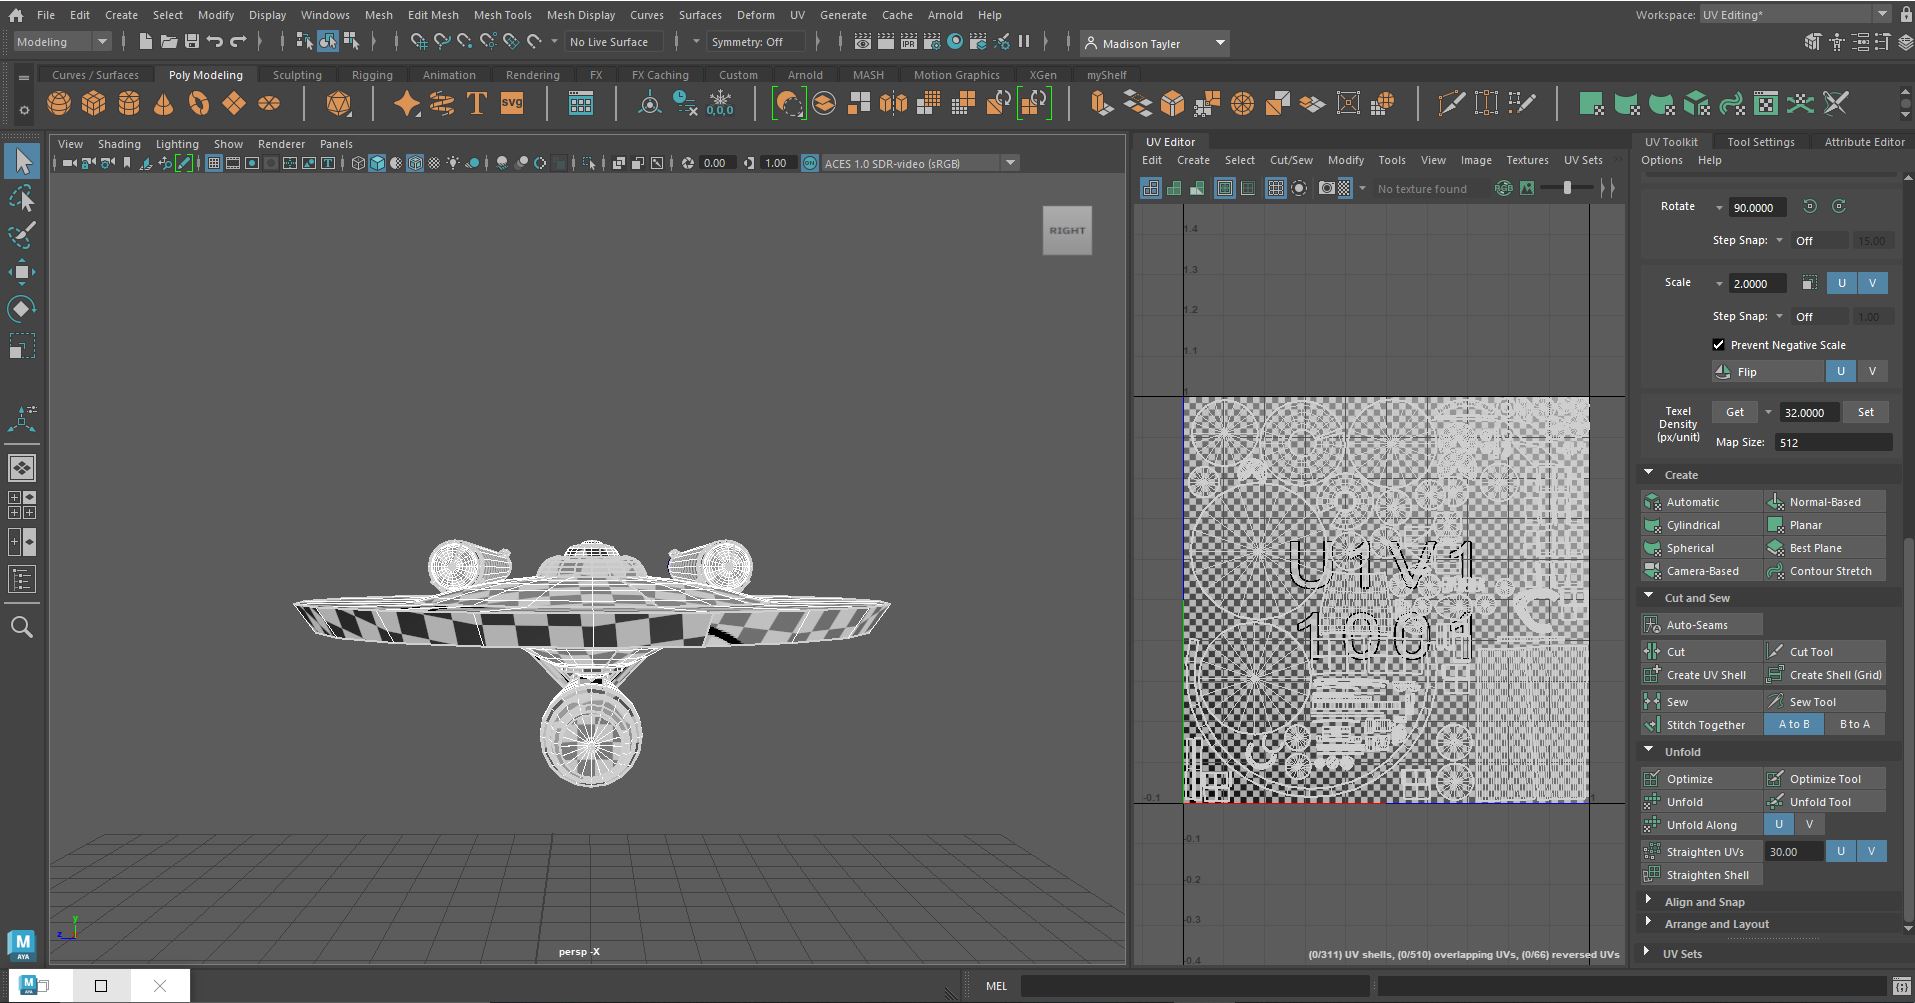 File Edit Create Select Modify Display Windows Mesh Edit Mesh Mesh Tools Mesh Display Curves Surfaces Deform UV Generate Cache Arnold Help Workspace: UV Editing*
Modeling No Live Surface Symmetry: Off IPR Madison Tayler
Curves / Surfaces Poly Modeling Sculpting Rigging Animation Rendering FX FX Caching Custom Arnold MASH Motion Graphics XGen myShelf
T SVG 0,0,0
View Shading Lighting Show Renderer Panels
0.00 1.00 ON ACES 1.0 SDR-video (sRGB)
RIGHT
persp -X
y
z
M
AYA
UV Editor
Edit Create Select Cut/Sew Modify Tools View Image Textures UV Sets
No texture found RGB
1.4
1.3
1.2
1.1
1
U1V1
1001
-0.1 1
-0.1
-0.2
-0.3
-0.4
(0/311) UV shells, (0/510) overlapping UVs, (0/66) reversed UVs
UV Toolkit Tool Settings Attribute Editor
Options Help
Rotate 90.0000
Step Snap: Off 15.00
Scale 2.0000 U V
Step Snap: Off 1.00
Prevent Negative Scale
Flip U V
Texel Density (px/unit) Get 32.0000 Set
Map Size: 512
Create
Automatic Normal-Based
Cylindrical Planar
Spherical Best Plane
Camera-Based Contour Stretch
Cut and Sew
Auto-Seams
Cut Cut Tool
Create UV Shell Create Shell (Grid)
Sew Sew Tool
Stitch Together A to B B to A
Unfold
Optimize Optimize Tool
Unfold Unfold Tool
Unfold Along U V
Straighten UVs 30.00 U V
Straighten Shell
Align and Snap
Arrange and Layout
UV Sets
MEL